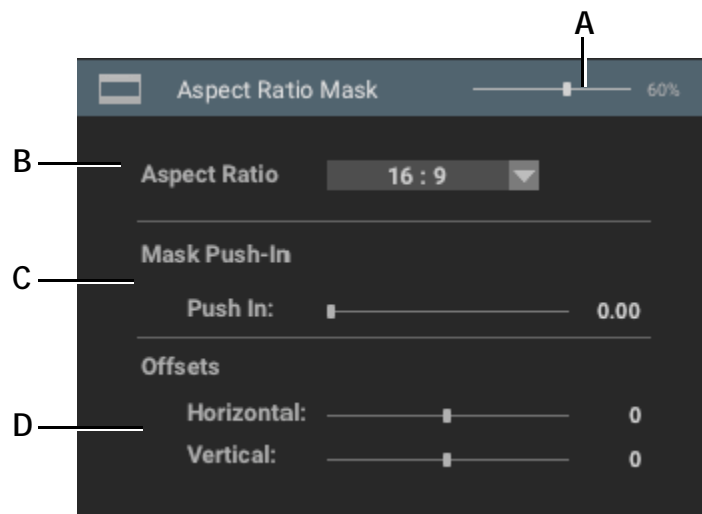 A
Aspect Ratio Mask 60%
B
Aspect Ratio 16 : 9
Mask Push-In
C
Push In: 0.00
Offsets
Horizontal: 0
D
Vertical: 0